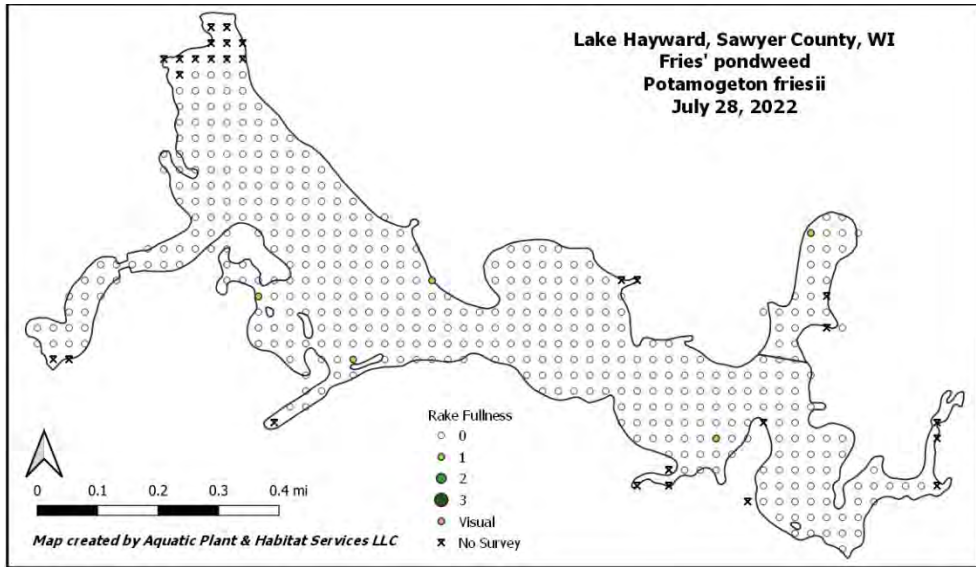 Lake Hayward, Sawyer County, WI
Fries' pondweed
Potamogeton friesii
July 28, 2022
Rake Fullness
0
1
2
3
Visual
No Survey
0 0.1 0.2 0.3 0.4 mi
Map created by Aquatic Plant & Habitat Services LLC